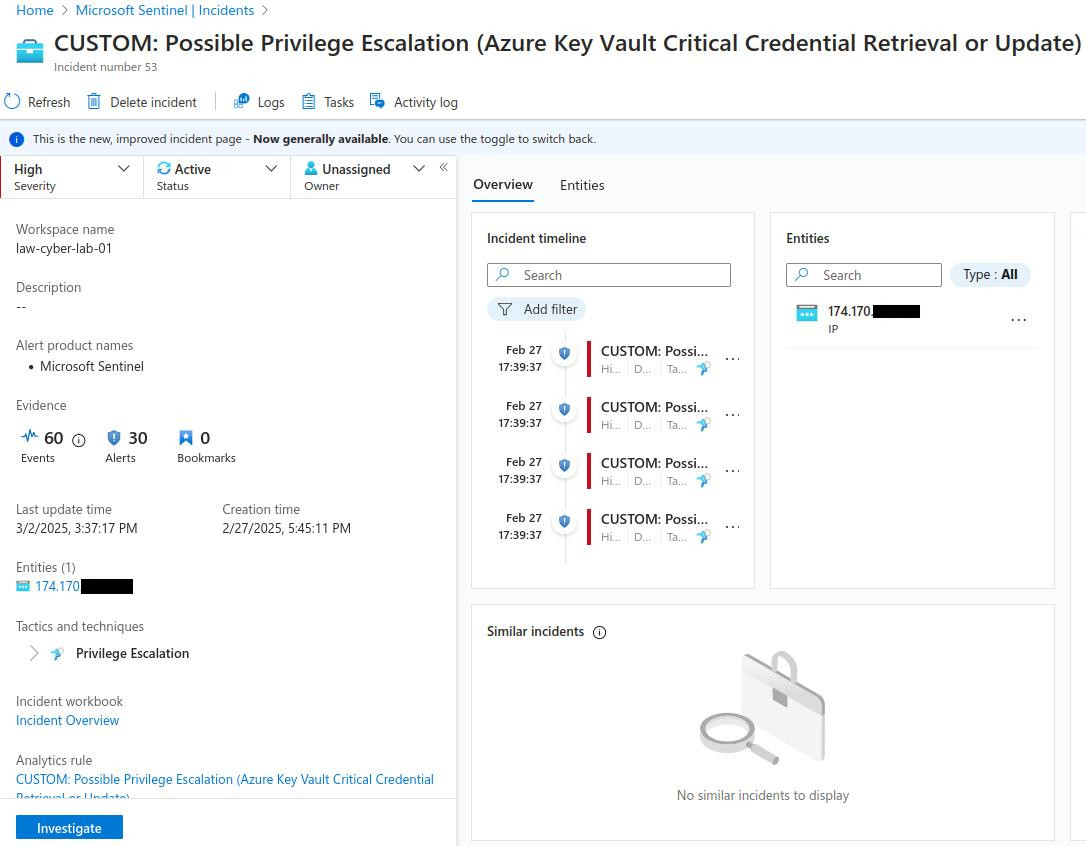 Home > Microsoft Sentinel | Incidents >
CUSTOM: Possible Privilege Escalation (Azure Key Vault Critical Credential Retrieval or Update)
Incident number 53
Refresh Delete incident Logs Tasks Activity log
This is the new, improved incident page - Now generally available. You can use the toggle to switch back.
High
Severity
Active
Status
Unassigned
Owner
Workspace name
law-cyber-lab-01
Description
--
Alert product names
• Microsoft Sentinel
Evidence
60
Events
30
Alerts
0
Bookmarks
Last update time
3/2/2025, 3:37:17 PM
Creation time
2/27/2025, 5:45:11 PM
Entities (1)
174.170
Tactics and techniques
Privilege Escalation
Incident workbook
Incident Overview
Analytics rule
CUSTOM: Possible Privilege Escalation (Azure Key Vault Critical Credential
Retrieval or Update)
Investigate
Overview Entities
Incident timeline
Search
Add filter
Feb 27
17:39:37
CUSTOM: Possi...
Hi... D... Ta...
Feb 27
17:39:37
CUSTOM: Possi...
Hi... D... Ta...
Feb 27
17:39:37
CUSTOM: Possi...
Hi... D... Ta...
Feb 27
17:39:37
CUSTOM: Possi...
Hi... D... Ta...
Entities
Search
Type : All
174.170.
IP
Similar incidents
No similar incidents to display